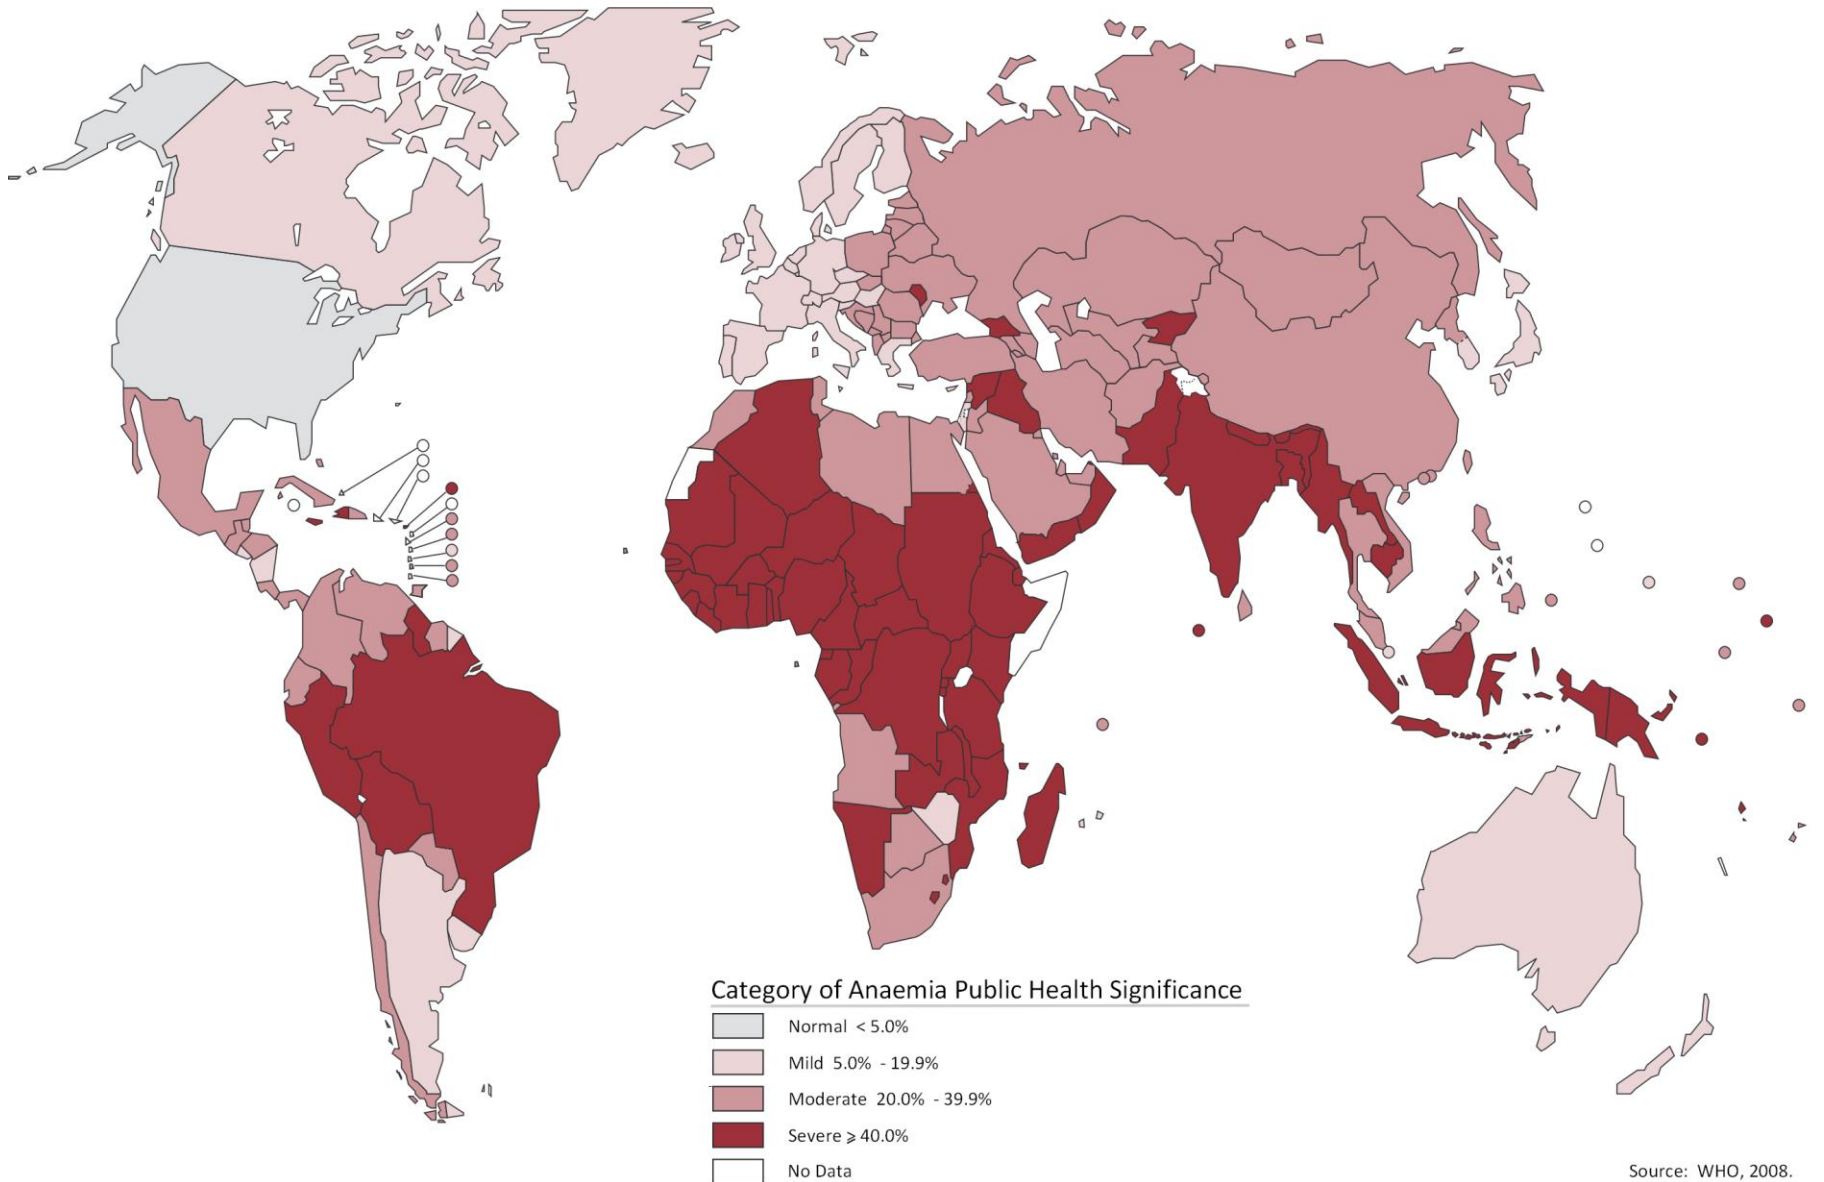 Category of Anaemia Public Health Significance
Normal < 5.0%
Mild 5.0% - 19.9%
Moderate 20.0% - 39.9%
Severe ⩾ 40.0%
No Data
Source: WHO, 2008.